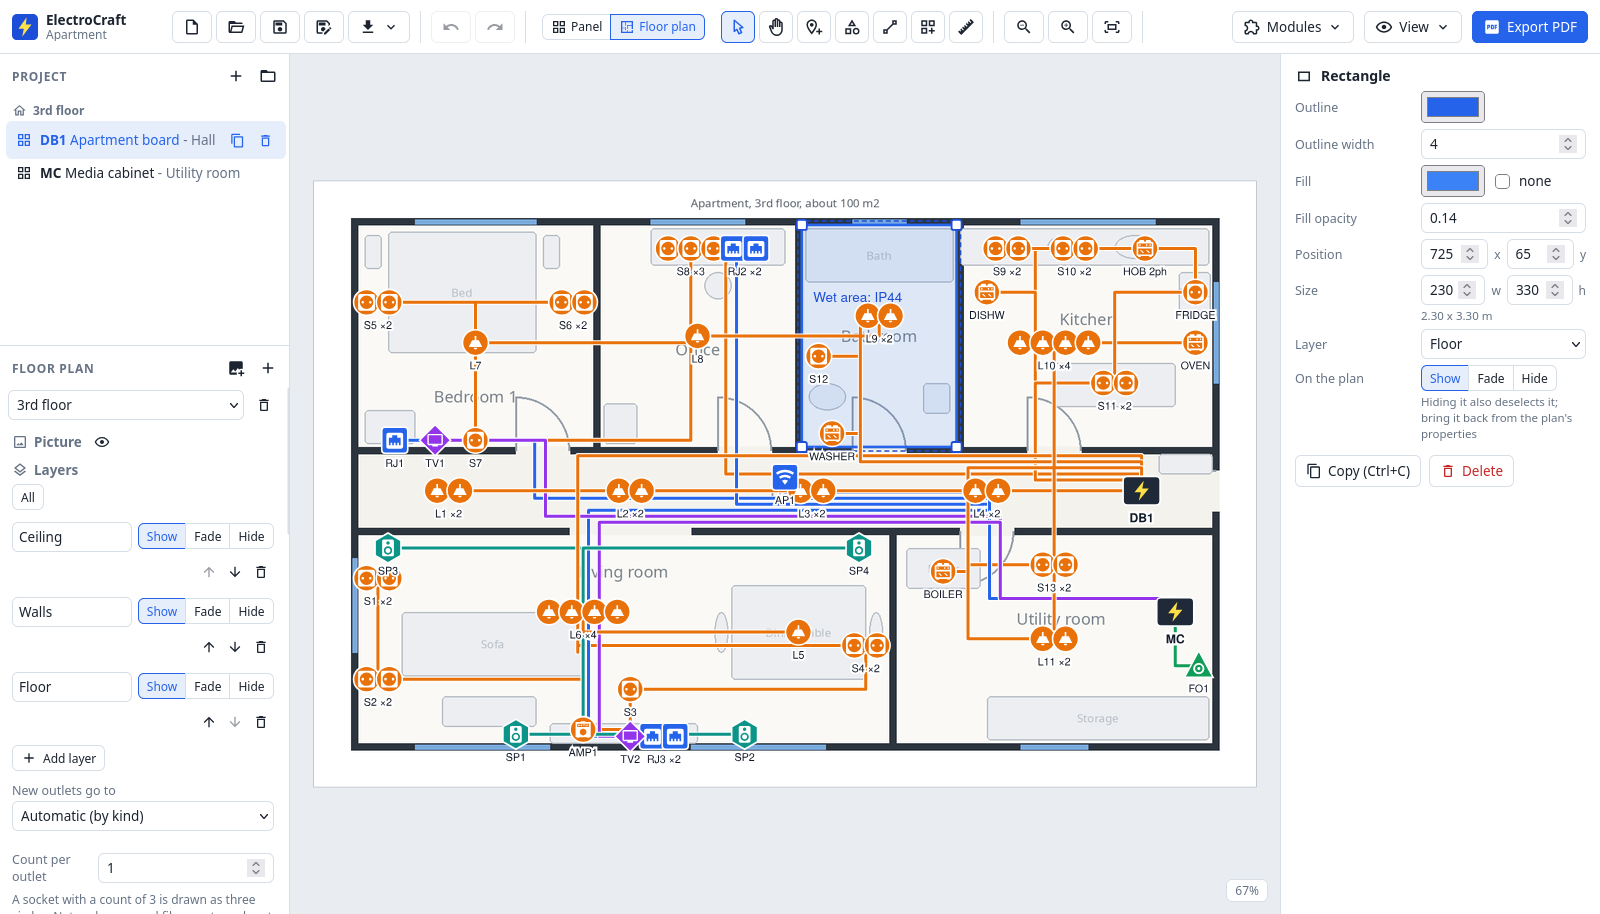 ElectroCraft
Apartment
Panel
Floor plan
Modules
View
PDF
Export PDF
PROJECT
3rd floor
DB1 Apartment board - Hall
MC Media cabinet - Utility room
FLOOR PLAN
3rd floor
Picture
Layers
All
Ceiling
Show
Fade
Hide
Walls
Show
Fade
Hide
Floor
Show
Fade
Hide
Add layer
New outlets go to
Automatic (by kind)
Count per
outlet
1
A socket with a count of 3 is drawn as three
Apartment, 3rd floor, about 100 m2
Bath
S8 ×3
RJ2 ×2
S9 ×2
S10 ×2
HOB 2ph
Bed
Wet area: IP44
DISHW
FRIDGE
S5 ×2
S6 ×2
Kitchen
L9 ×2
Office
L7
L8
L10 ×4
OVEN
S12
Bedroom 1
S11 ×2
RJ1
TV1
S7
WASHER
AP1
L1 ×2
L2 ×2
L3 ×2
L4 ×2
DB1
SP3
SP4
S1 ×2
S13 ×2
BOILER
Utility room
L6 ×4
Sofa
L5
S4 ×2
MC
L11 ×2
FO1
S2 ×2
S3
Storage
SP1
AMP1
TV2
RJ3 ×2
SP2
67%
Rectangle
Outline
Outline width
4
Fill
none
Fill opacity
0.14
Position
725
x
65
y
Size
230
w
330
h
2.30 x 3.30 m
Layer
Floor
On the plan
Show
Fade
Hide
Hiding it also deselects it;
bring it back from the plan's
properties
Copy (Ctrl+C)
Delete